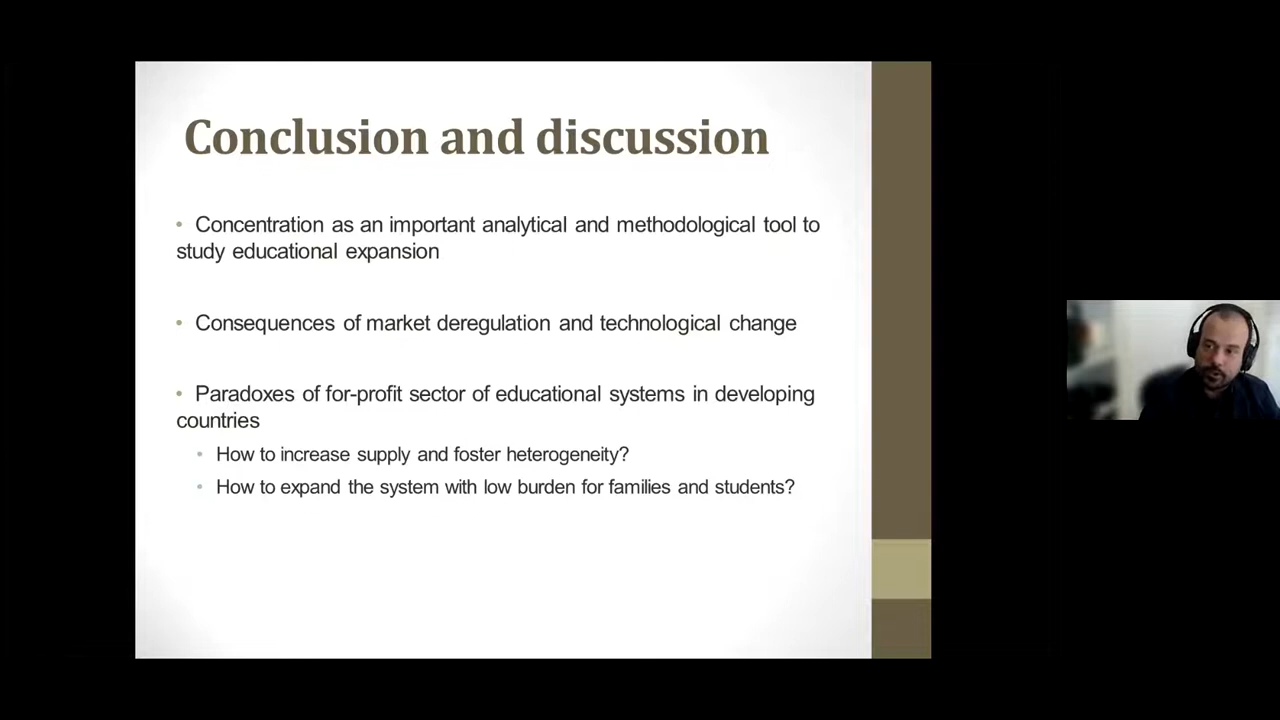 Conclusion and discussion
• Concentration as an important analytical and methodological tool to
study educational expansion
• Consequences of market deregulation and technological change
• Paradoxes of for-profit sector of educational systems in developing
countries
• How to increase supply and foster heterogeneity?
• How to expand the system with low burden for families and students?